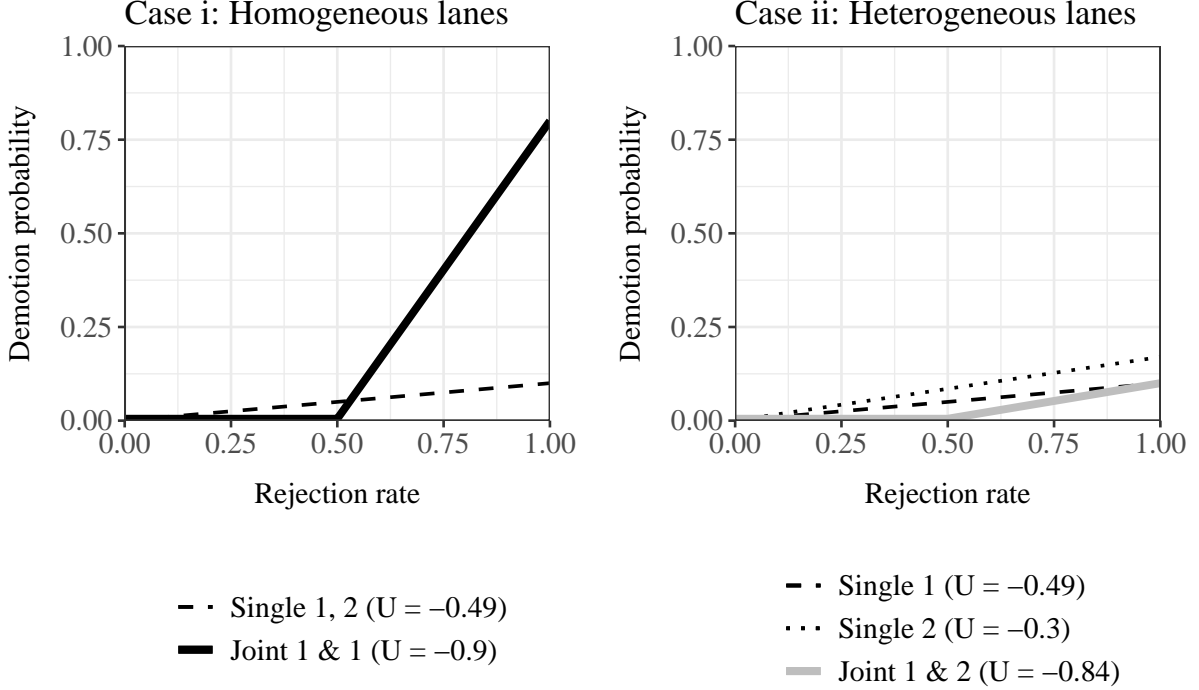 Case i: Homogeneous lanes
1.00
0.75
0.50
0.25
0.00
Demotion probability
0.00 0.25 0.50 0.75 1.00
Rejection rate
Single 1, 2 (U = −0.49)
Joint 1 & 1 (U = −0.9)
Case ii: Heterogeneous lanes
1.00
0.75
0.50
0.25
0.00
Demotion probability
0.00 0.25 0.50 0.75 1.00
Rejection rate
Single 1 (U = −0.49)
Single 2 (U = −0.3)
Joint 1 & 2 (U = −0.84)